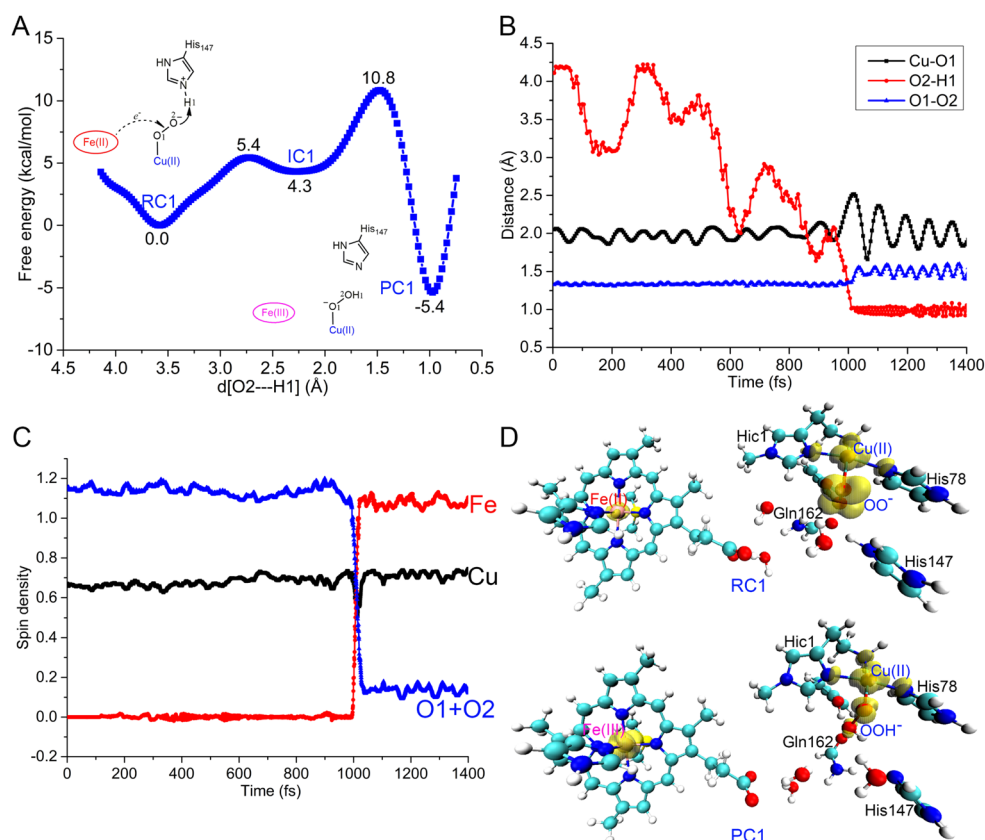 A
15
10
5
0
-5
-10
Free energy (kcal/mol)
4.5 4.0 3.5 3.0 2.5 2.0 1.5 1.0 0.5
d[O2---H1] (Å)
His147
HN
N+
H1
e-
2-
O
O1
Fe(II)
Cu(II)
RC1
0.0
5.4
IC1
4.3
10.8
PC1
-5.4
His147
HN
N
2OH1
-O1
Fe(III)
Cu(II)
B
4.5
4.0
3.5
3.0
2.5
2.0
1.5
1.0
0.5
Distance (Å)
0 200 400 600 800 1000 1200 1400
Time (fs)
Cu-O1
O2-H1
O1-O2
C
1.2
1.0
0.8
0.6
0.4
0.2
0.0
-0.2
Spin density
0 200 400 600 800 1000 1200 1400
Time (fs)
Fe
Cu
O1+O2
D
Hic1
Cu(II)
His78
Fe(II)
OO-
Gln162
His147
RC1
Hic1
Cu(II)
His78
Fe(III)
OOH-
Gln162
His147
PC1